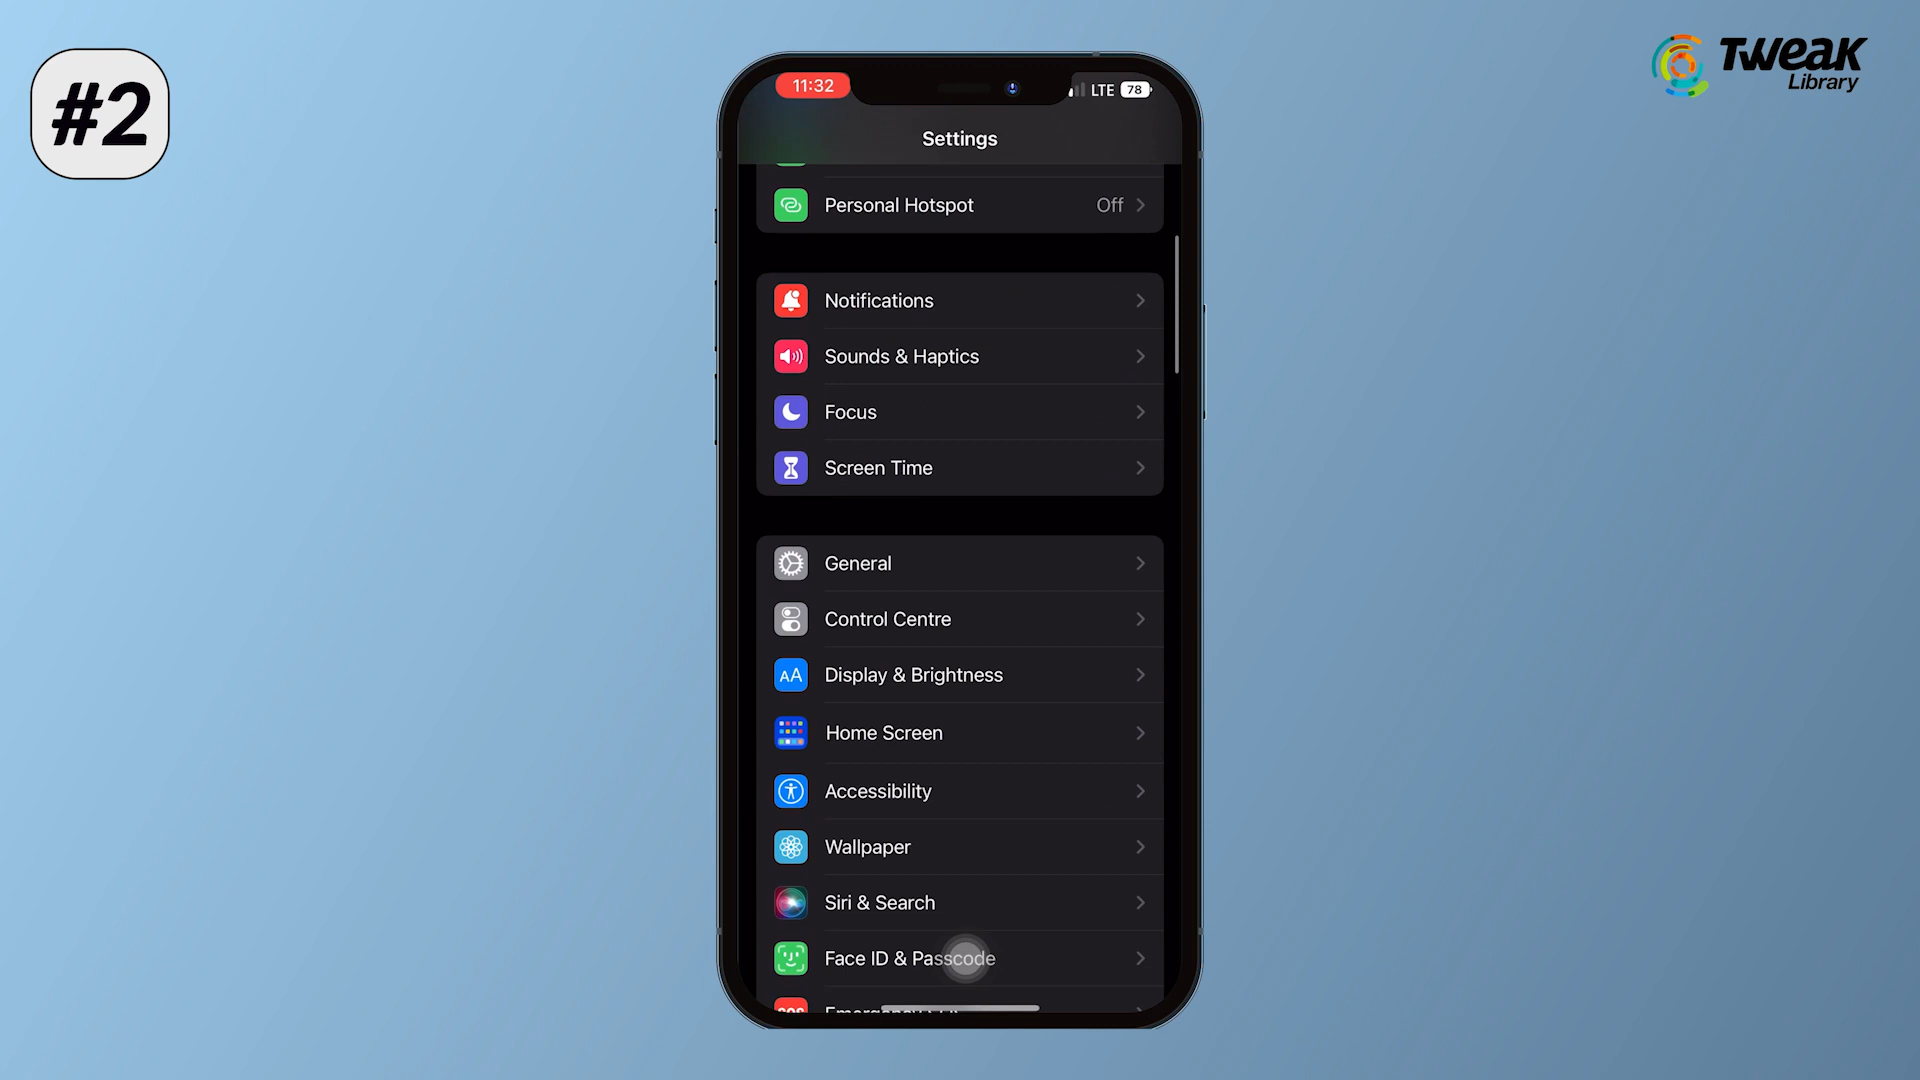 #2
TWEAK
Library
11:32
LTE 78
Settings
Personal Hotspot Off
Notifications
Sounds & Haptics
Focus
Screen Time
General
Control Centre
AA Display & Brightness
Home Screen
Accessibility
Wallpaper
Siri & Search
Face ID & Passcode